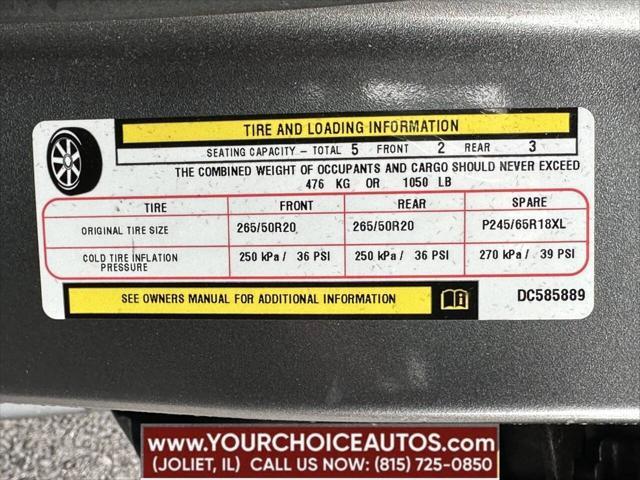 TIRE AND LOADING INFORMATION
SEATING CAPACITY – TOTAL 5 FRONT 2 REAR 3
THE COMBINED WEIGHT OF OCCUPANTS AND CARGO SHOULD NEVER EXCEED
476 KG OR 1050 LB
TIRE FRONT REAR SPARE
ORIGINAL TIRE SIZE 265/50R20 265/50R20 P245/65R18XL
COLD TIRE INFLATION PRESSURE 250 kPa / 36 PSI 250 kPa / 36 PSI 270 kPa / 39 PSI
SEE OWNERS MANUAL FOR ADDITIONAL INFORMATION DC585889
WWW.YOURCHOICEAUTOS.COM
(JOLIET, IL) CALL US NOW: (815) 725-0850